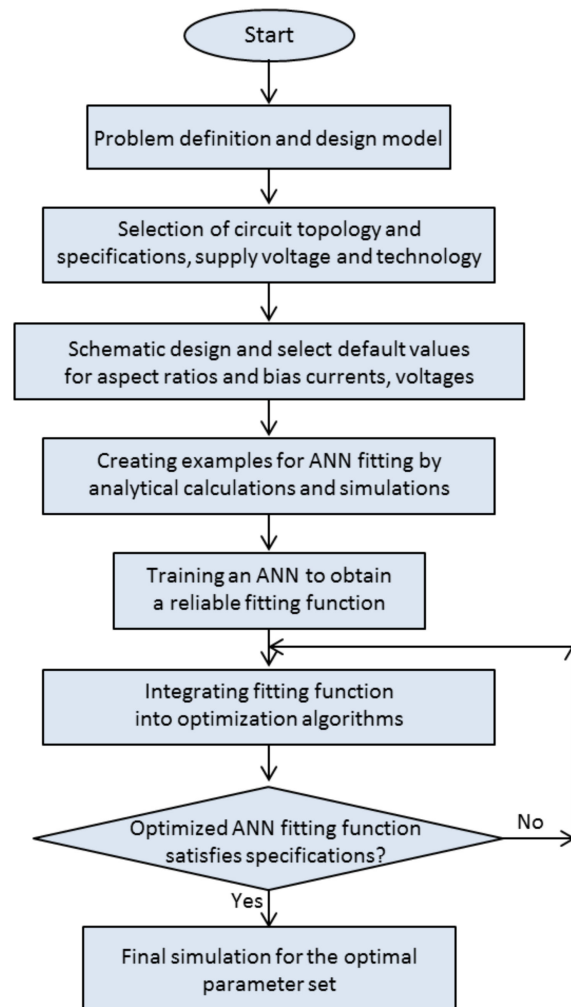 Start
Problem definition and design model
Selection of circuit topology and
specifications, supply voltage and technology
Schematic design and select default values
for aspect ratios and bias currents, voltages
Creating examples for ANN fitting by
analytical calculations and simulations
Training an ANN to obtain
a reliable fitting function
Integrating fitting function
into optimization algorithms
Optimized ANN fitting function
satisfies specifications?
No
Yes
Final simulation for the optimal
parameter set